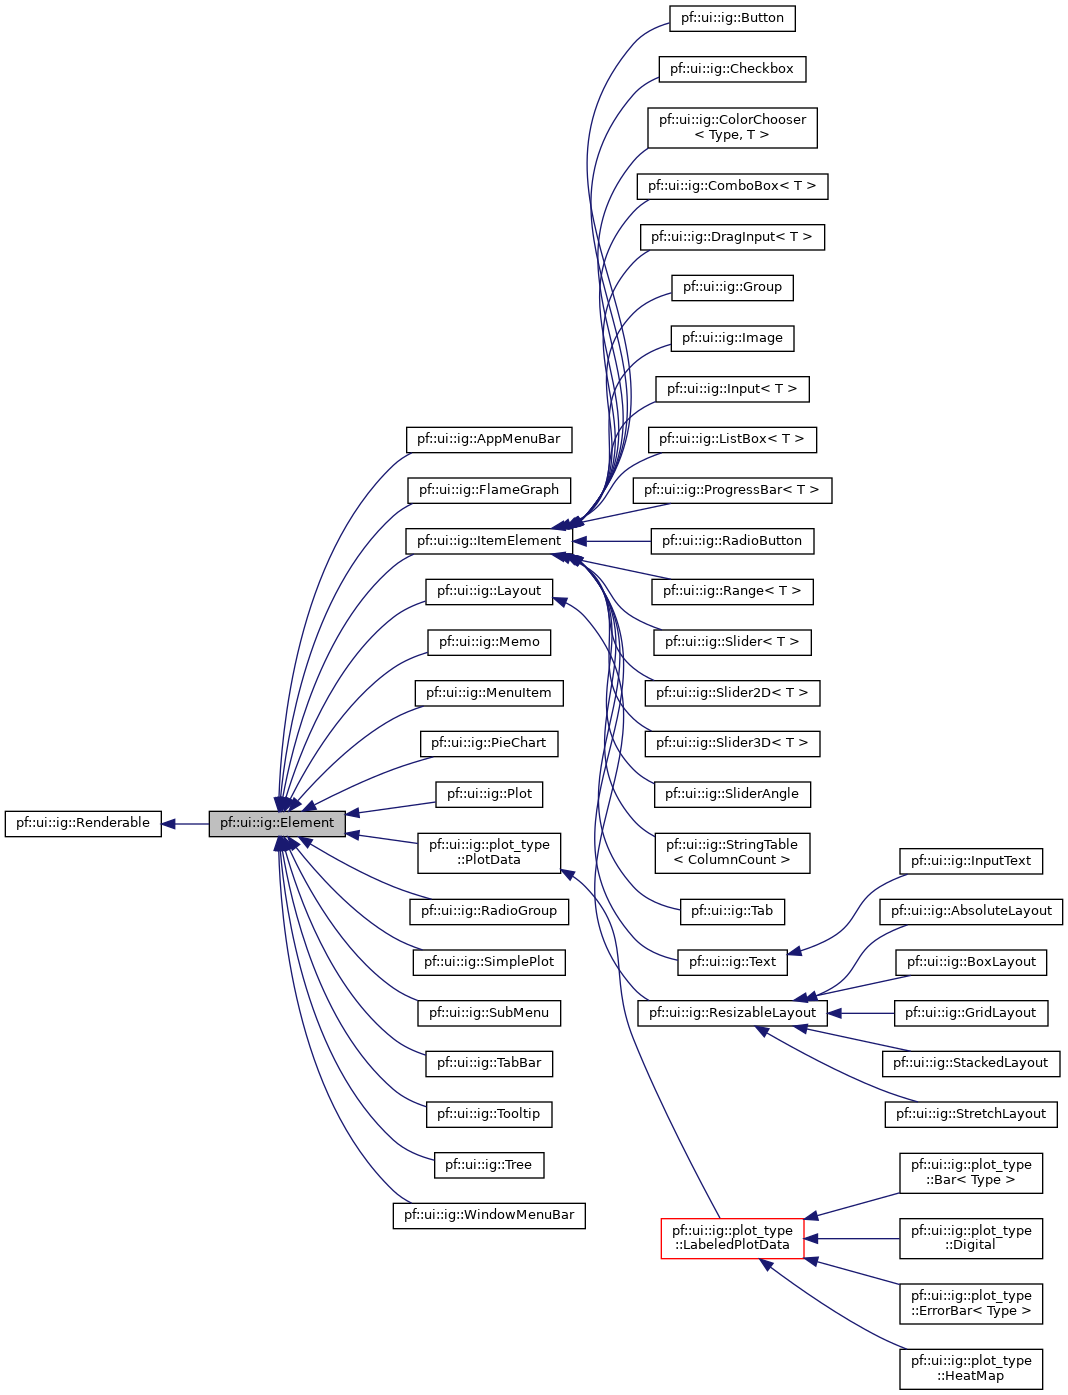 pf::ui::ig::Renderable
pf::ui::ig::Element
pf::ui::ig::AppMenuBar
pf::ui::ig::FlameGraph
pf::ui::ig::ItemElement
pf::ui::ig::Layout
pf::ui::ig::Memo
pf::ui::ig::MenuItem
pf::ui::ig::PieChart
pf::ui::ig::Plot
pf::ui::ig::plot_type
::PlotData
pf::ui::ig::RadioGroup
pf::ui::ig::SimplePlot
pf::ui::ig::SubMenu
pf::ui::ig::TabBar
pf::ui::ig::Tooltip
pf::ui::ig::Tree
pf::ui::ig::WindowMenuBar
pf::ui::ig::Button
pf::ui::ig::Checkbox
pf::ui::ig::ColorChooser
< Type, T >
pf::ui::ig::ComboBox< T >
pf::ui::ig::DragInput< T >
pf::ui::ig::Group
pf::ui::ig::Image
pf::ui::ig::Input< T >
pf::ui::ig::ListBox< T >
pf::ui::ig::ProgressBar< T >
pf::ui::ig::RadioButton
pf::ui::ig::Range< T >
pf::ui::ig::Slider< T >
pf::ui::ig::Slider2D< T >
pf::ui::ig::Slider3D< T >
pf::ui::ig::SliderAngle
pf::ui::ig::StringTable
< ColumnCount >
pf::ui::ig::Tab
pf::ui::ig::Text
pf::ui::ig::ResizableLayout
pf::ui::ig::plot_type
::LabeledPlotData
pf::ui::ig::InputText
pf::ui::ig::AbsoluteLayout
pf::ui::ig::BoxLayout
pf::ui::ig::GridLayout
pf::ui::ig::StackedLayout
pf::ui::ig::StretchLayout
pf::ui::ig::plot_type
::Bar< Type >
pf::ui::ig::plot_type
::Digital
pf::ui::ig::plot_type
::ErrorBar< Type >
pf::ui::ig::plot_type
::HeatMap